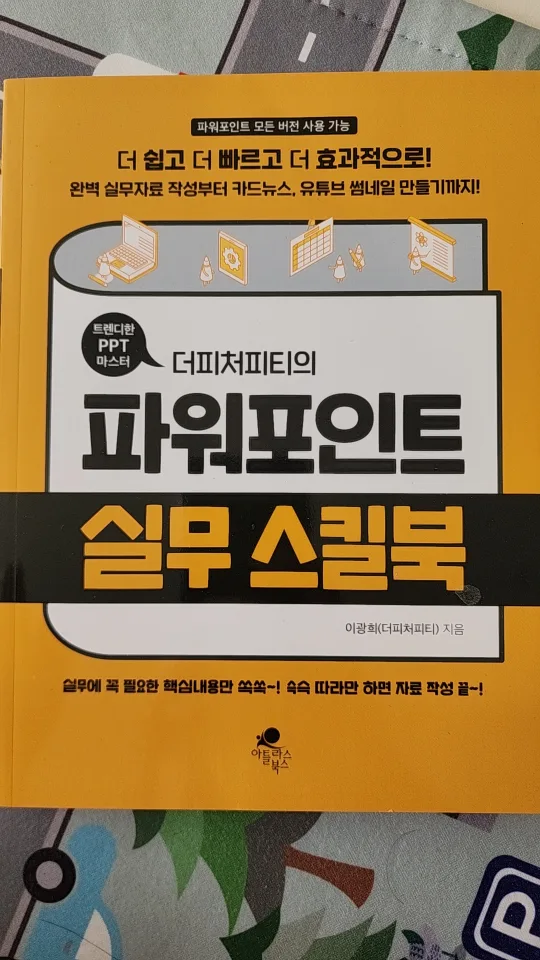 파워포인트 모든 버전 사용 가능
더 쉽고 더 빠르고 더 효과적으로!
완벽 실무자료 작성부터 카드뉴스, 유튜브 썸네일 만들기까지!
트렌디한
PPT
마스터
더피처피티의
파워포인트
실무 스킬북
이광희(더피처피티) 지음
실무에 꼭 필요한 핵심내용만 쏙쏙~! 슥슥 따라만 하면 자료 작성 끝~!
아틀라스
북스
P